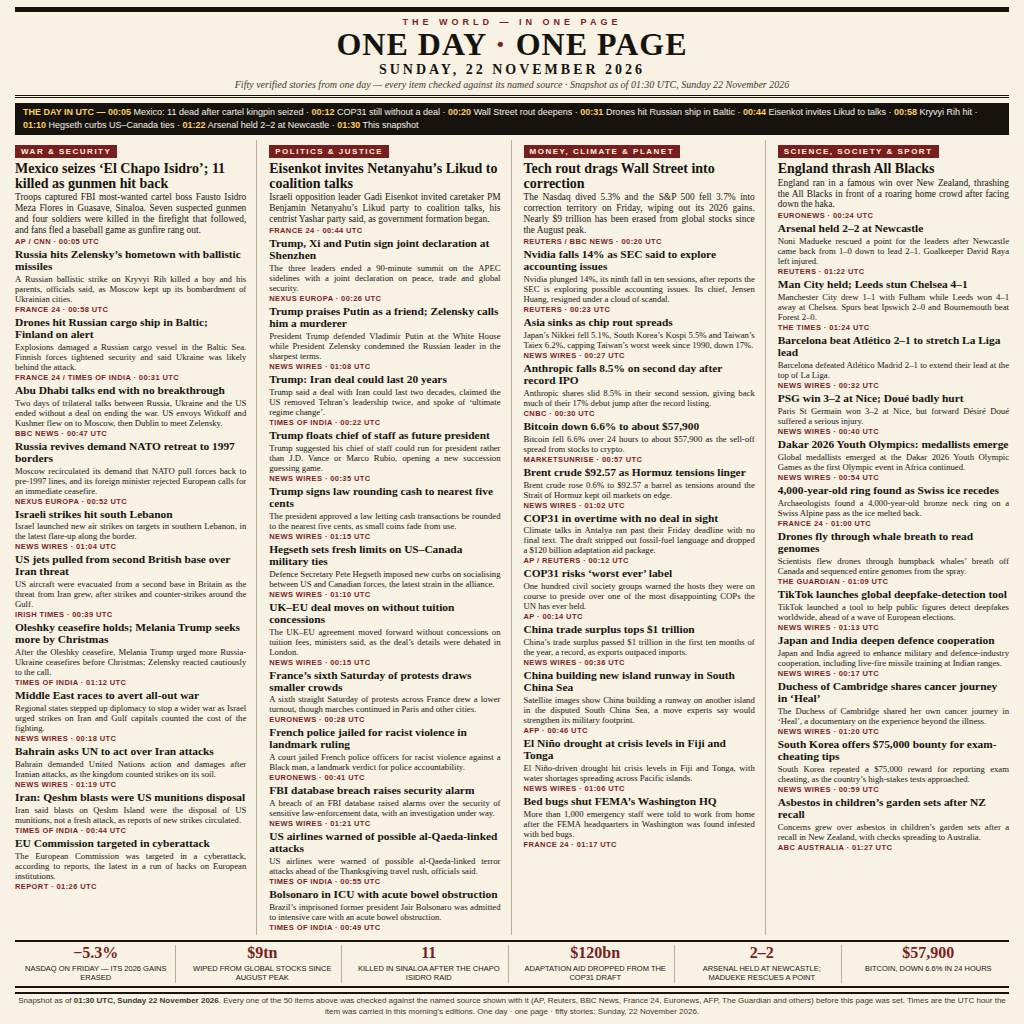 THE WORLD — IN ONE PAGE
ONE DAY · ONE PAGE
SUNDAY, 22 NOVEMBER 2026
Fifty verified stories from one day — every item checked against its named source · Snapshot as of 01:30 UTC, Sunday 22 November 2026
THE DAY IN UTC — 00:05 Mexico: 11 dead after cartel kingpin seized · 00:12 COP31 still without a deal · 00:20 Wall Street rout deepens · 00:31 Drones hit Russian ship in Baltic · 00:44 Eisenkot invites Likud to talks · 00:58 Kryvyi Rih hit ·
01:10 Hegseth curbs US–Canada ties · 01:22 Arsenal held 2–2 at Newcastle · 01:30 This snapshot
WAR & SECURITY
Mexico seizes ‘El Chapo Isidro’; 11
killed as gunmen hit back
Troops captured FBI most-wanted cartel boss Fausto Isidro
Meza Flores in Guasave, Sinaloa. Seven suspected gunmen
and four soldiers were killed in the firefight that followed,
and fans fled a baseball game as gunfire rang out.
AP / CNN · 00:05 UTC
Russia hits Zelensky’s hometown with ballistic
missiles
A Russian ballistic strike on Kryvyi Rih killed a boy and his
parents, officials said, as Moscow kept up its bombardment of
Ukrainian cities.
FRANCE 24 · 00:58 UTC
Drones hit Russian cargo ship in Baltic;
Finland on alert
Explosions damaged a Russian cargo vessel in the Baltic Sea.
Finnish forces tightened security and said Ukraine was likely
behind the attack.
FRANCE 24 / TIMES OF INDIA · 00:31 UTC
Abu Dhabi talks end with no breakthrough
Two days of trilateral talks between Russia, Ukraine and the US
ended without a deal on ending the war. US envoys Witkoff and
Kushner flew on to Moscow, then Dublin to meet Zelensky.
BBC NEWS · 00:47 UTC
Russia revives demand NATO retreat to 1997
borders
Moscow recirculated its demand that NATO pull forces back to
pre-1997 lines, and its foreign minister rejected European calls for
an immediate ceasefire.
NEXUS EUROPA · 00:52 UTC
Israeli strikes hit south Lebanon
Israel launched new air strikes on targets in southern Lebanon, in
the latest flare-up along the border.
NEWS WIRES · 01:04 UTC
US jets pulled from second British base over
Iran threat
US aircraft were evacuated from a second base in Britain as the
threat from Iran grew, after strikes and counter-strikes around the
Gulf.
IRISH TIMES · 00:39 UTC
Oleshky ceasefire holds; Melania Trump seeks
more by Christmas
After the Oleshky ceasefire, Melania Trump urged more Russia-
Ukraine ceasefires before Christmas; Zelensky reacted cautiously
to the call.
TIMES OF INDIA · 01:12 UTC
Middle East races to avert all-out war
Regional states stepped up diplomacy to stop a wider war as Israel
urged strikes on Iran and Gulf capitals counted the cost of the
fighting.
NEWS WIRES · 00:18 UTC
Bahrain asks UN to act over Iran attacks
Bahrain demanded United Nations action and damages after
Iranian attacks, as the kingdom counted strikes on its soil.
NEWS WIRES · 01:19 UTC
Iran: Qeshm blasts were US munitions disposal
Iran said blasts on Qeshm Island were the disposal of US
munitions, not a fresh attack, as reports of new strikes circulated.
TIMES OF INDIA · 00:44 UTC
EU Commission targeted in cyberattack
The European Commission was targeted in a cyberattack,
according to reports, the latest in a run of hacks on European
institutions.
REPORT · 01:26 UTC
POLITICS & JUSTICE
Eisenkot invites Netanyahu’s Likud to
coalition talks
Israeli opposition leader Gadi Eisenkot invited caretaker PM
Benjamin Netanyahu’s Likud party to coalition talks, his
centrist Yashar party said, as government formation began.
FRANCE 24 · 00:44 UTC
Trump, Xi and Putin sign joint declaration at
Shenzhen
The three leaders ended a 90-minute summit on the APEC
sidelines with a joint declaration on peace, trade and global
security.
NEXUS EUROPA · 00:26 UTC
Trump praises Putin as a friend; Zelensky calls
him a murderer
President Trump defended Vladimir Putin at the White House
while President Zelensky condemned the Russian leader in the
sharpest terms.
NEWS WIRES · 01:08 UTC
Trump: Iran deal could last 20 years
Trump said a deal with Iran could last two decades, claimed the
US removed Tehran’s leadership twice, and spoke of ‘ultimate
regime change’.
TIMES OF INDIA · 00:22 UTC
Trump floats chief of staff as future president
Trump suggested his chief of staff could run for president rather
than J.D. Vance or Marco Rubio, opening a new succession
guessing game.
NEWS WIRES · 00:35 UTC
Trump signs law rounding cash to nearest five
cents
The president approved a law letting cash transactions be rounded
to the nearest five cents, as small coins fade from use.
NEWS WIRES · 01:15 UTC
Hegseth sets fresh limits on US–Canada
military ties
Defence Secretary Pete Hegseth imposed new curbs on socialising
between US and Canadian forces, the latest strain in the alliance.
NEWS WIRES · 01:10 UTC
UK–EU deal moves on without tuition
concessions
The UK–EU agreement moved forward without concessions on
tuition fees, ministers said, as the deal’s details were debated in
London.
NEWS WIRES · 00:15 UTC
France’s sixth Saturday of protests draws
smaller crowds
A sixth straight Saturday of protests across France drew a lower
turnout, though marches continued in Paris and other cities.
EURONEWS · 00:28 UTC
French police jailed for racist violence in
landmark ruling
A court jailed French police officers for racist violence against a
Black man, a landmark verdict for police accountability.
EURONEWS · 00:41 UTC
FBI database breach raises security alarm
A breach of an FBI database raised alarms over the security of
sensitive law-enforcement data, with an investigation under way.
NEWS WIRES · 01:21 UTC
US airlines warned of possible al-Qaeda-linked
attacks
US airlines were warned of possible al-Qaeda-linked terror
attacks ahead of the Thanksgiving travel rush, officials said.
TIMES OF INDIA · 00:55 UTC
Bolsonaro in ICU with acute bowel obstruction
Brazil’s imprisoned former president Jair Bolsonaro was admitted
to intensive care with an acute bowel obstruction.
TIMES OF INDIA · 00:49 UTC
MONEY, CLIMATE & PLANET
Tech rout drags Wall Street into
correction
The Nasdaq dived 5.3% and the S&P 500 fell 3.7% into
correction territory on Friday, wiping out its 2026 gains.
Nearly $9 trillion has been erased from global stocks since
the August peak.
REUTERS / BBC NEWS · 00:20 UTC
Nvidia falls 14% as SEC said to explore
accounting issues
Nvidia plunged 14%, its ninth fall in ten sessions, after reports the
SEC is exploring possible accounting issues. Its chief, Jensen
Huang, resigned under a cloud of scandal.
REUTERS · 00:23 UTC
Asia sinks as chip rout spreads
Japan’s Nikkei fell 5.1%, South Korea’s Kospi 5.5% and Taiwan’s
Taiex 6.2%, capping Taiwan’s worst week since 1990, down 17%.
NEWS WIRES · 00:27 UTC
Anthropic falls 8.5% on second day after
record IPO
Anthropic shares slid 8.5% in their second session, giving back
much of their 17% debut jump after the record listing.
CNBC · 00:30 UTC
Bitcoin down 6.6% to about $57,900
Bitcoin fell 6.6% over 24 hours to about $57,900 as the sell-off
spread from stocks to crypto.
MARKETSUNRISE · 00:57 UTC
Brent crude $92.57 as Hormuz tensions linger
Brent crude rose 0.6% to $92.57 a barrel as tensions around the
Strait of Hormuz kept oil markets on edge.
NEWS WIRES · 01:02 UTC
COP31 in overtime with no deal in sight
Climate talks in Antalya ran past their Friday deadline with no
final text. The draft stripped out fossil-fuel language and dropped
a $120 billion adaptation aid package.
AP / REUTERS · 00:12 UTC
COP31 risks ‘worst ever’ label
One hundred civil society groups warned the hosts they were on
course to preside over one of the most disappointing COPs the
UN has ever held.
AP · 00:14 UTC
China trade surplus tops $1 trillion
China’s trade surplus passed $1 trillion in the first ten months of
the year, a record, as exports outpaced imports.
NEWS WIRES · 00:36 UTC
China building new island runway in South
China Sea
Satellite images show China building a runway on another island
in the disputed South China Sea, a move experts say would
strengthen its military footprint.
AFP · 00:46 UTC
El Niño drought at crisis levels in Fiji and
Tonga
El Niño-driven drought hit crisis levels in Fiji and Tonga, with
water shortages spreading across Pacific islands.
NEWS WIRES · 01:06 UTC
Bed bugs shut FEMA’s Washington HQ
More than 1,000 emergency staff were told to work from home
after the FEMA headquarters in Washington was found infested
with bed bugs.
FRANCE 24 · 01:17 UTC
SCIENCE, SOCIETY & SPORT
England thrash All Blacks
England ran in a famous win over New Zealand, thrashing
the All Blacks in front of a roaring home crowd after facing
down the haka.
EURONEWS · 00:24 UTC
Arsenal held 2–2 at Newcastle
Noni Madueke rescued a point for the leaders after Newcastle
came back from 1–0 down to lead 2–1. Goalkeeper David Raya
left injured.
REUTERS · 01:22 UTC
Man City held; Leeds stun Chelsea 4–1
Manchester City drew 1–1 with Fulham while Leeds won 4–1
away at Chelsea. Spurs beat Ipswich 2–0 and Bournemouth beat
Forest 2–0.
THE TIMES · 01:24 UTC
Barcelona beat Atlético 2–1 to stretch La Liga
lead
Barcelona defeated Atlético Madrid 2–1 to extend their lead at the
top of La Liga.
NEWS WIRES · 00:32 UTC
PSG win 3–2 at Nice; Doué badly hurt
Paris St Germain won 3–2 at Nice, but forward Désiré Doué
suffered a serious injury.
NEWS WIRES · 00:40 UTC
Dakar 2026 Youth Olympics: medallists emerge
Global medallists emerged at the Dakar 2026 Youth Olympic
Games as the first Olympic event in Africa continued.
NEWS WIRES · 00:54 UTC
4,000-year-old ring found as Swiss ice recedes
Archaeologists found a 4,000-year-old bronze neck ring on a
Swiss Alpine pass as the ice melted back.
FRANCE 24 · 01:00 UTC
Drones fly through whale breath to read
genomes
Scientists flew drones through humpback whales’ breath off
Canada and sequenced entire genomes from the spray.
THE GUARDIAN · 01:09 UTC
TikTok launches global deepfake-detection tool
TikTok launched a tool to help public figures detect deepfakes
worldwide, ahead of a wave of European elections.
NEWS WIRES · 01:13 UTC
Japan and India deepen defence cooperation
Japan and India agreed to enhance military and defence-industry
cooperation, including live-fire missile training at Indian ranges.
NEWS WIRES · 00:17 UTC
Duchess of Cambridge shares cancer journey
in ‘Heal’
The Duchess of Cambridge shared her own cancer journey in
‘Heal’, a documentary on the experience beyond the illness.
NEWS WIRES · 01:20 UTC
South Korea offers $75,000 bounty for exam-
cheating tips
South Korea repeated a $75,000 reward for reporting exam
cheating, as the country’s high-stakes tests approached.
NEWS WIRES · 00:59 UTC
Asbestos in children’s garden sets after NZ
recall
Concerns grew over asbestos in children’s garden sets after a
recall in New Zealand, with checks spreading to Australia.
ABC AUSTRALIA · 01:27 UTC
−5.3%
NASDAQ ON FRIDAY — ITS 2026 GAINS
ERASED
$9tn
WIPED FROM GLOBAL STOCKS SINCE
AUGUST PEAK
11
KILLED IN SINALOA AFTER THE CHAPO
ISIDRO RAID
$120bn
ADAPTATION AID DROPPED FROM THE
COP31 DRAFT
2–2
ARSENAL HELD AT NEWCASTLE;
MADUEKE RESCUES A POINT
$57,900
BITCOIN, DOWN 6.6% IN 24 HOURS
Snapshot as of 01:30 UTC, Sunday 22 November 2026. Every one of the 50 items above was checked against the named source shown with it (AP, Reuters, BBC News, France 24, Euronews, AFP, The Guardian and others) before this page was set. Times are the UTC hour the
item was carried in this morning’s editions. One day · one page · fifty stories: Sunday, 22 November 2026.